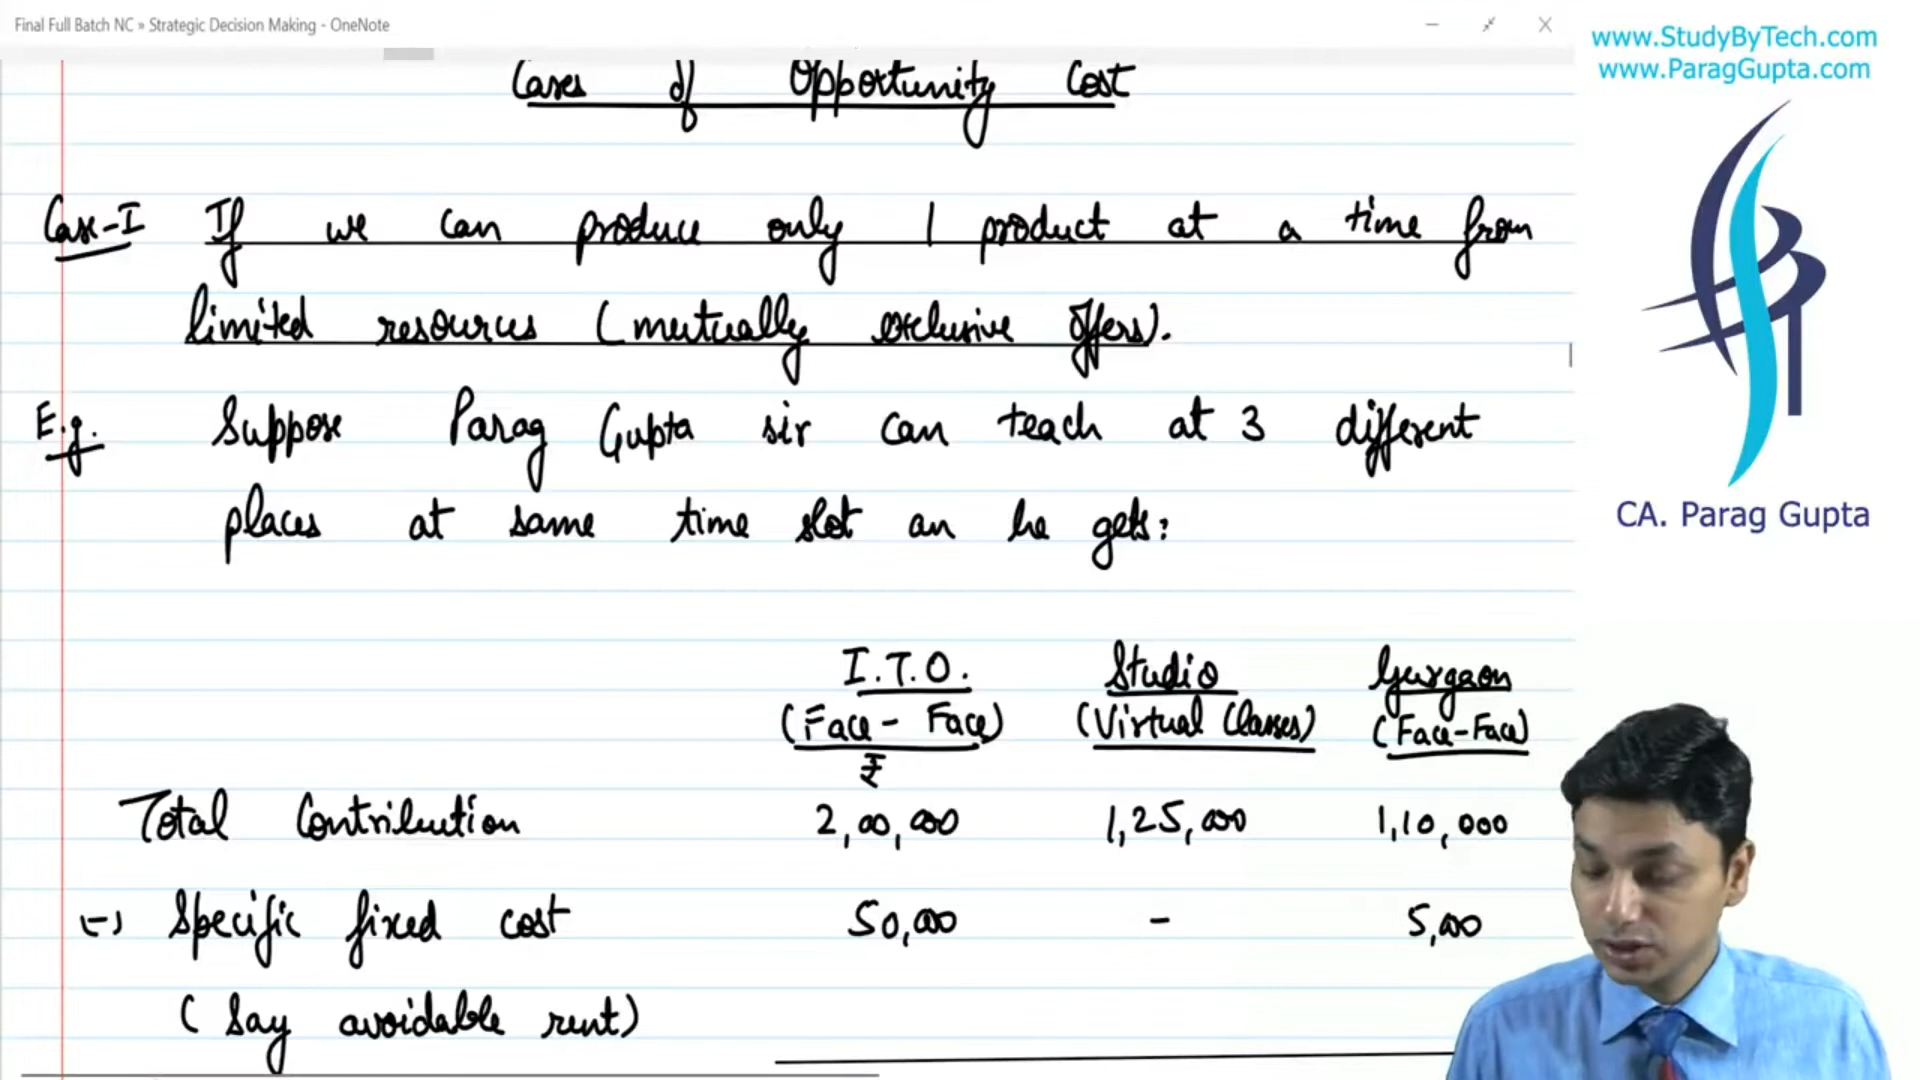 Final Full Batch NC » Strategic Decision Making - OneNote
www.StudyByTech.com
www.ParagGupta.com
Cases of Opportunity Cost
Case-I If we can produce only 1 product at a time from
limited resources (mutually exclusive offers).
E.g. Suppose Parag Gupta sir can teach at 3 different
places at same time slot an he gets:
CA. Parag Gupta
I.T.O. Studio Gurgaon
(Face - Face) (Virtual Classes) (Face-Face)
₹
Total Contribution 2,00,000 1,25,000 1,10,000
(-) Specific fixed cost 50,000 - 5,000
(Say avoidable rent)